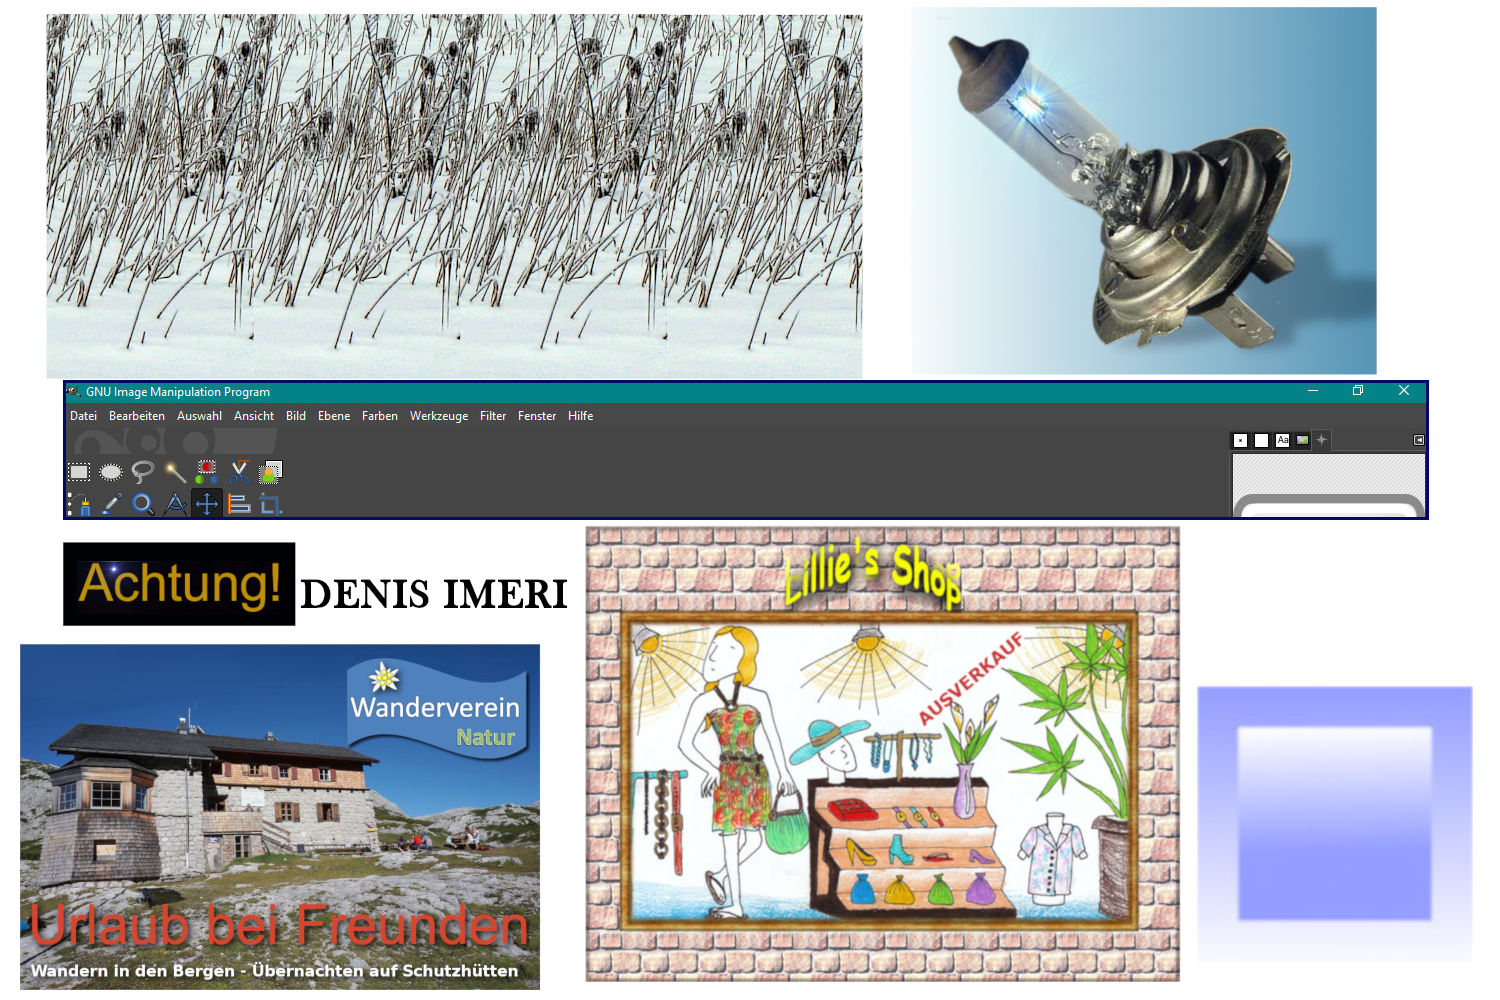 GNU Image Manipulation Program
Datei Bearbeiten Auswahl Ansicht Bild Ebene Farben Werkzeuge Filter Fenster Hilfe
Aa
Achtung!
DENIS IMERI
Lillie's Shop
AUSVERKAUF
Wanderverein
Natur
Urlaub bei Freunden
Wandern in den Bergen - Übernachten auf Schutzhütten